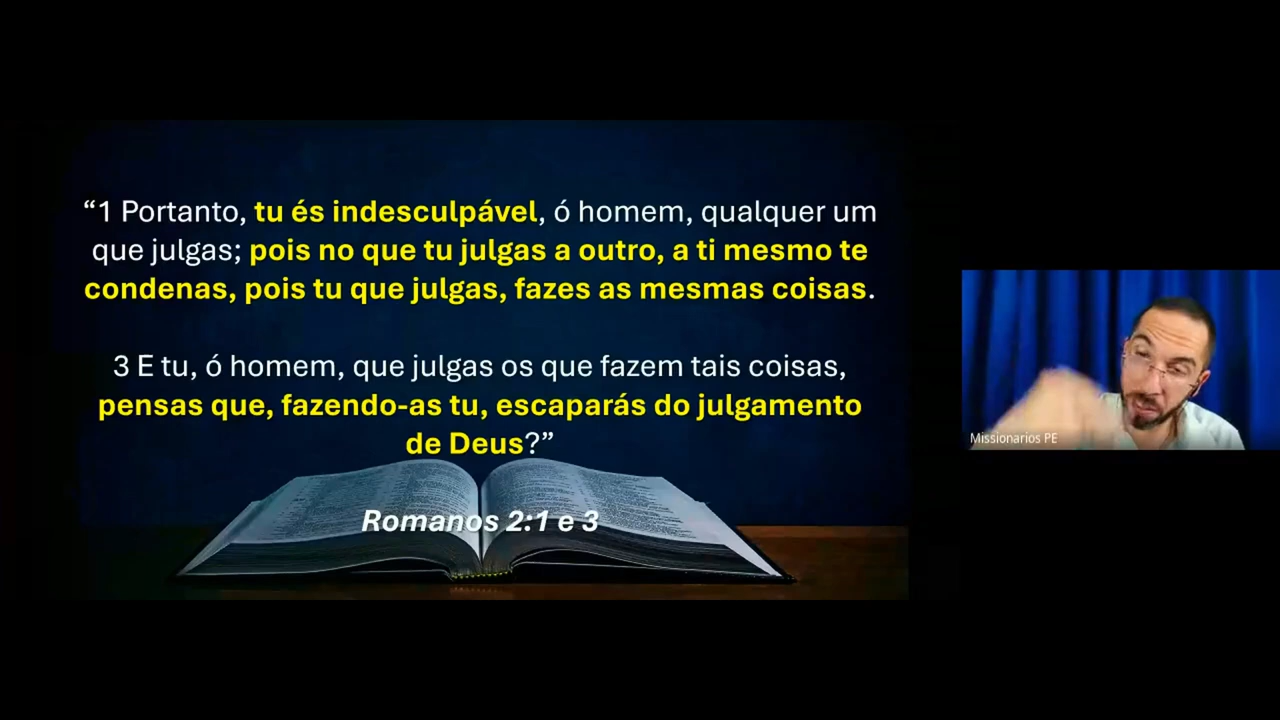 “1 Portanto, tu és indesculpável, ó homem, qualquer um
que julgas; pois no que tu julgas a outro, a ti mesmo te
condenas, pois tu que julgas, fazes as mesmas coisas.
3 E tu, ó homem, que julgas os que fazem tais coisas,
pensas que, fazendo-as tu, escaparás do julgamento
de Deus?”
Romanos 2:1 e 3
Missionarios PE